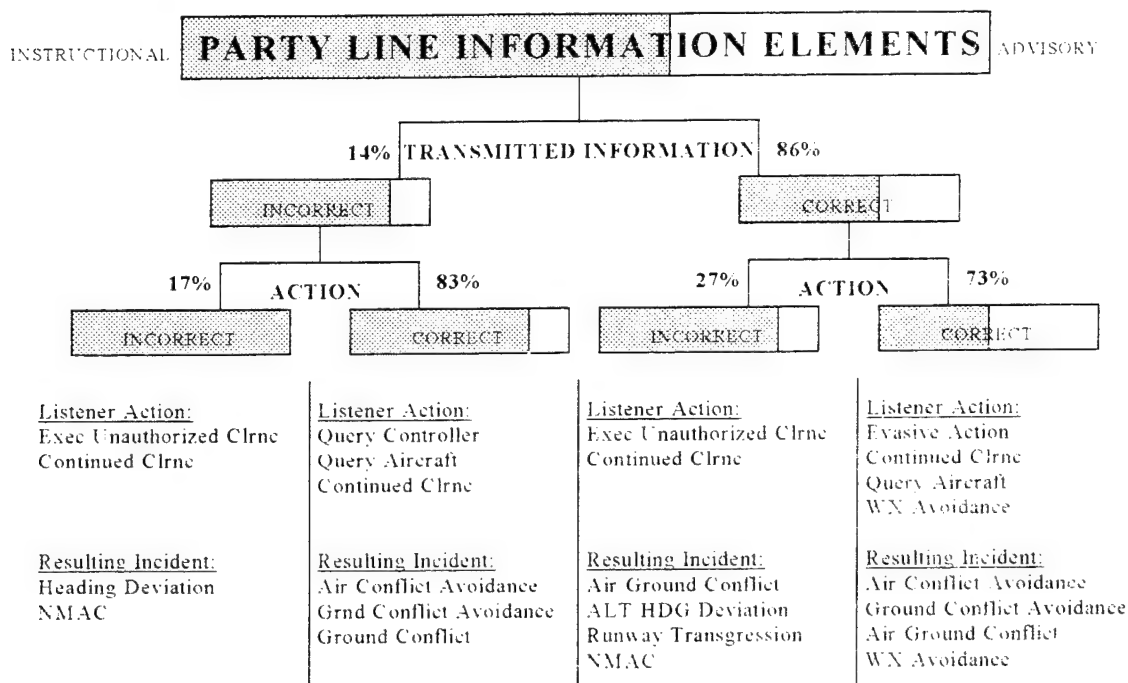 INSTRUCTIONAL PARTY LINE INFORMATION ELEMENTS ADVISORY
14% TRANSMITTED INFORMATION 86%
INCORRECT CORRECT
17% ACTION 83% 27% ACTION 73%
INCORRECT CORRECT INCORRECT CORRECT
Listener Action:
Exec Unauthorized Clrnc
Continued Clrnc
Resulting Incident:
Heading Deviation
NMAC
Listener Action:
Query Controller
Query Aircraft
Continued Clrnc
Resulting Incident:
Air Conflict Avoidance
Grnd Conflict Avoidance
Ground Conflict
Listener Action:
Exec Unauthorized Clrnc
Continued Clrnc
Resulting Incident:
Air Ground Conflict
ALT HDG Deviation
Runway Transgression
NMAC
Listener Action:
Evasive Action
Continued Clrnc
Query Aircraft
WX Avoidance
Resulting Incident:
Air Conflict Avoidance
Ground Conflict Avoidance
Air Ground Conflict
WX Avoidance